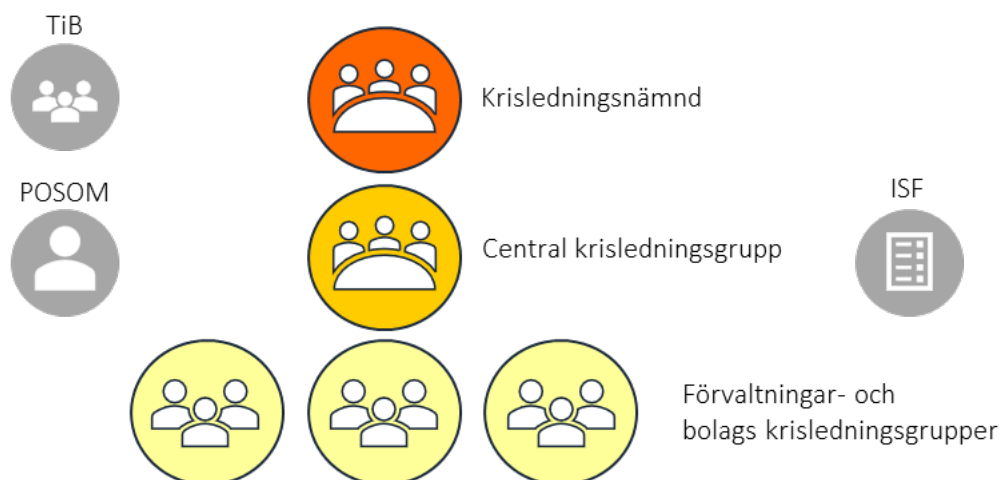 TiB
Krisledningsnämnd
POSOM
ISF
Central krisledningsgrupp
Förvaltningar- och
bolags krisledningsgrupper